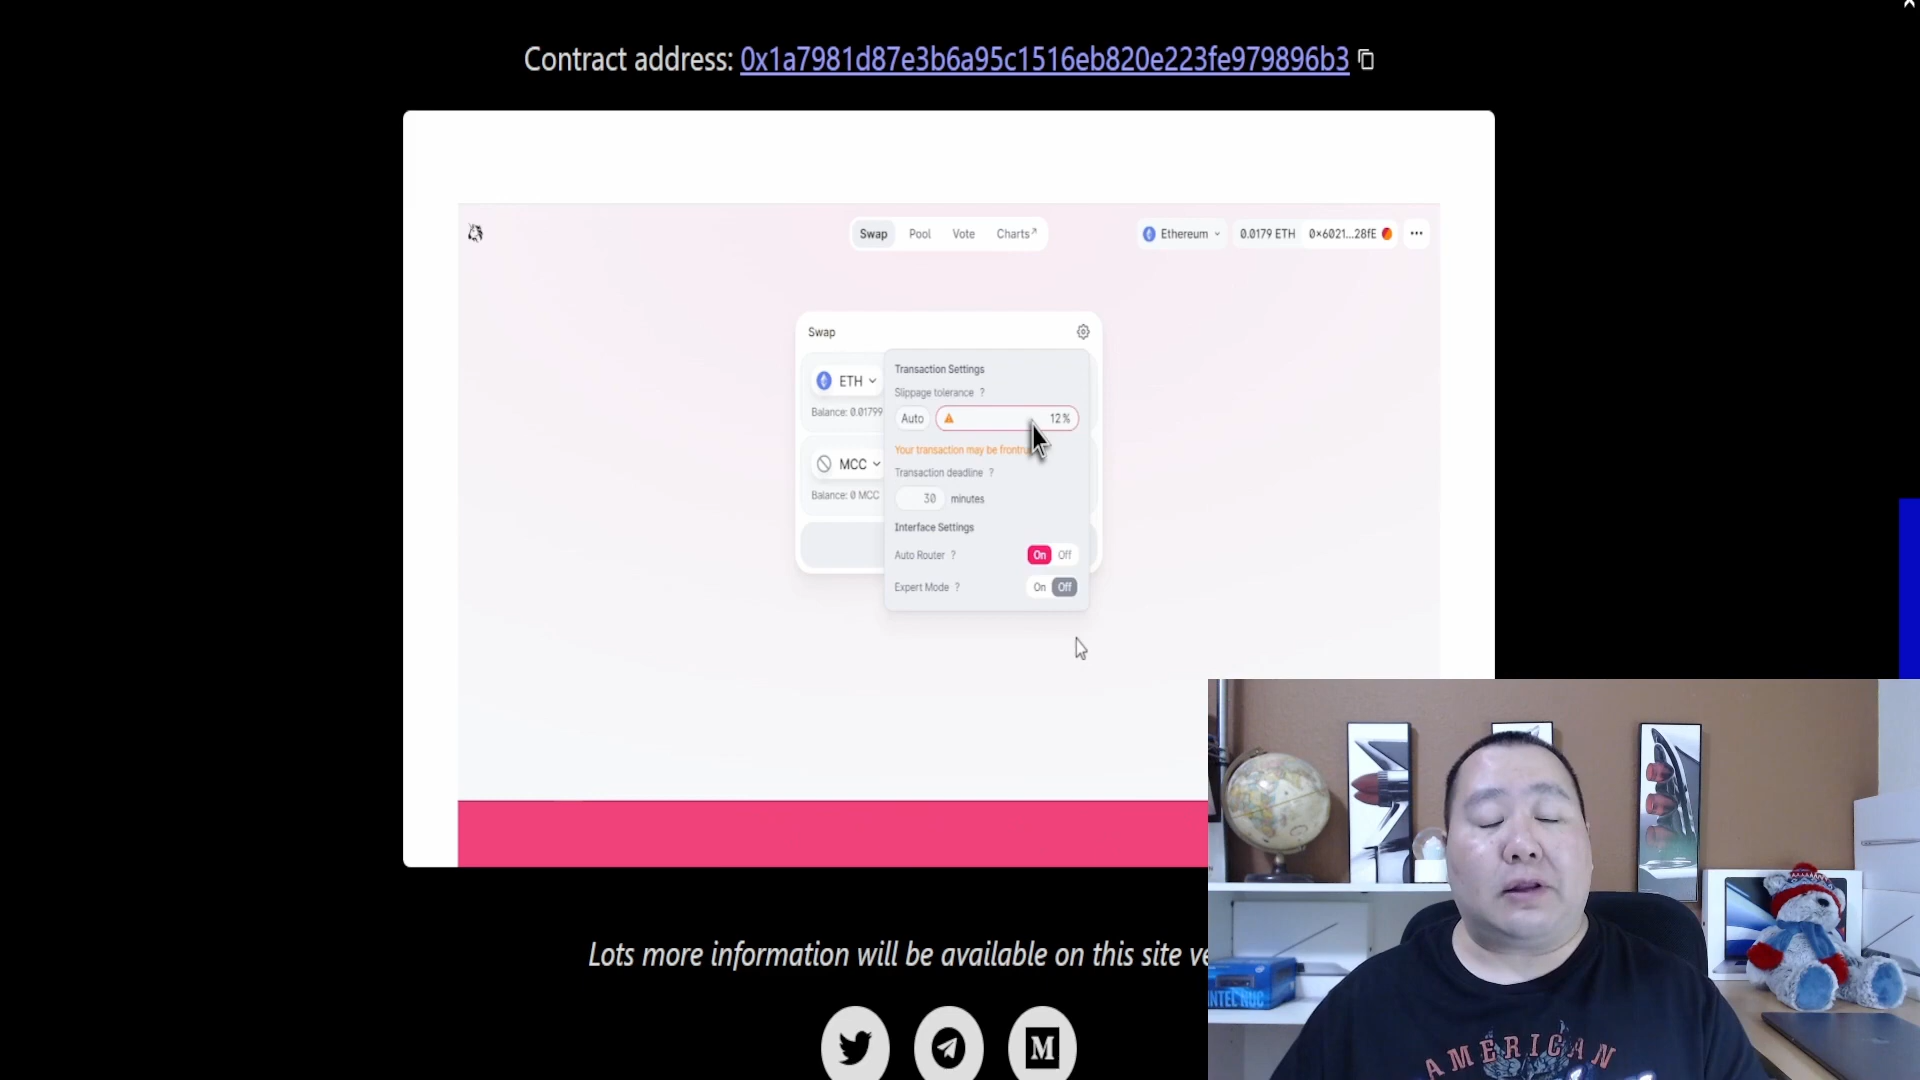 Contract address: 0x1a7981d87e3b6a95c1516eb820e223fe979896b3
Swap
Pool
Vote
Charts↗
Ethereum
0.0179 ETH
0×6021...28fE
Swap
ETH
Balance: 0.01799
MCC
Balance: 0 MCC
Transaction Settings
Slippage tolerance ?
Auto
12%
Your transaction may be
Transaction deadline ?
30 minutes
Interface Settings
Auto Router ?
On Off
Expert Mode ?
On Off
Lots more information will be available on this site
M
INTEL NUC
AMERICAN